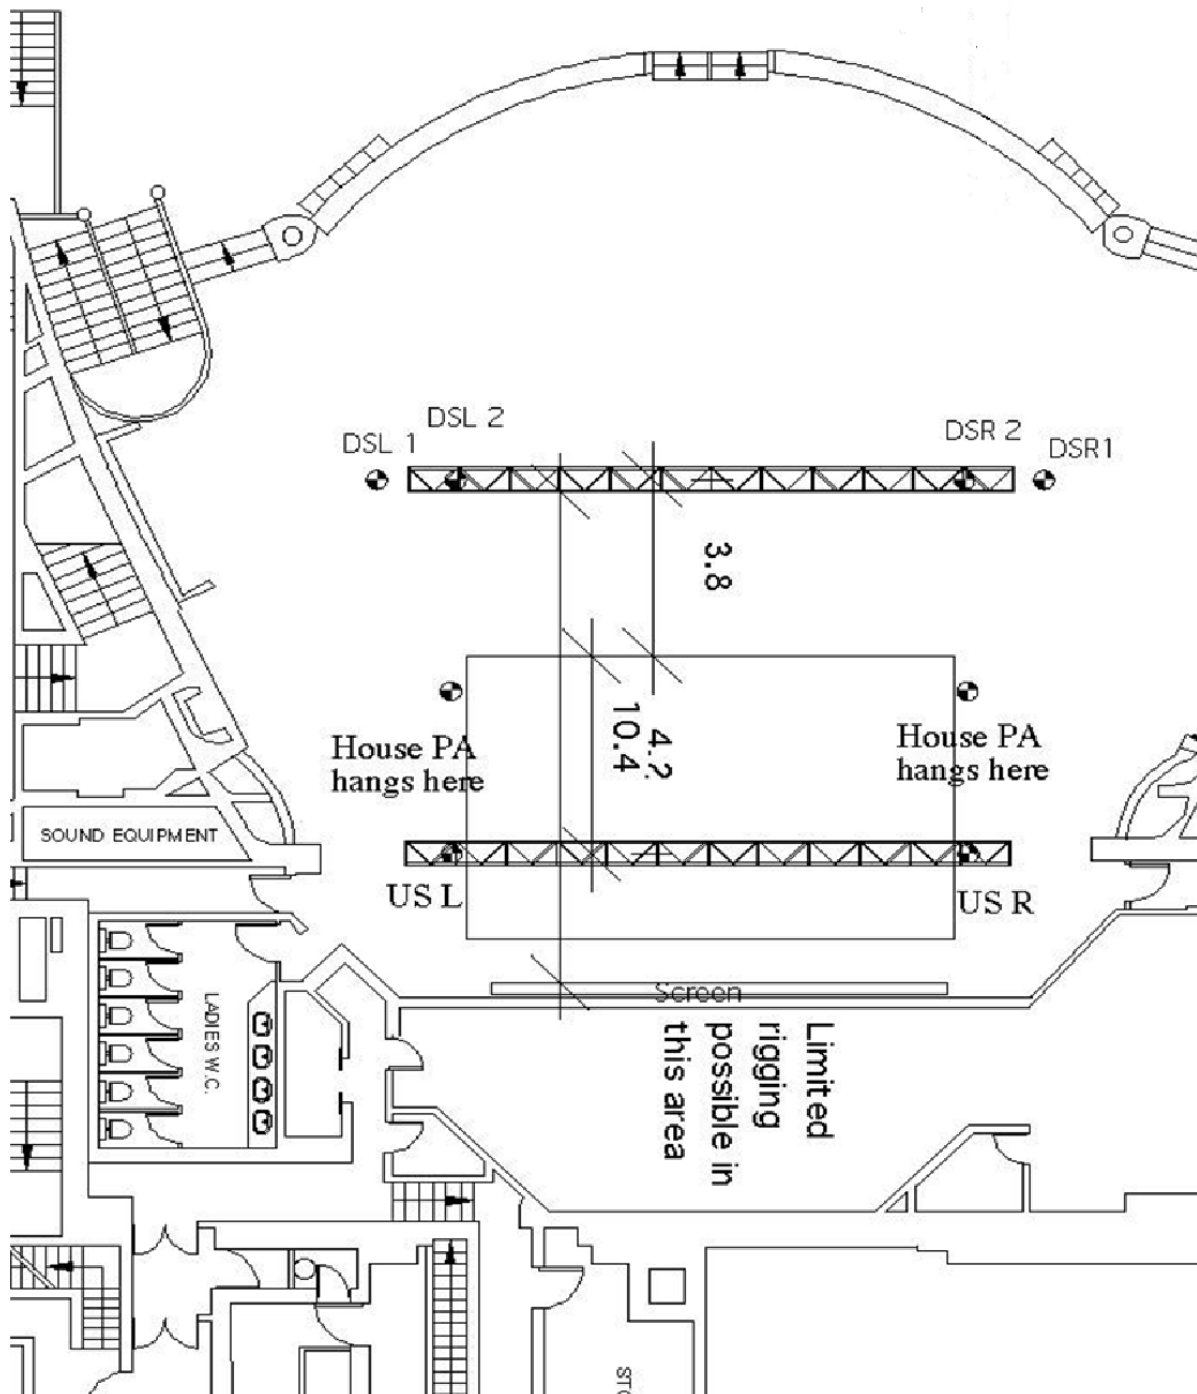 DSL 1
DSL 2
DSR 2
DSR1
3.8
4.2
10.4
House PA
hangs here
House PA
hangs here
SOUND EQUIPMENT
US L
US R
Screen
Limited
rigging
possible in
this area
LADIES W.C.